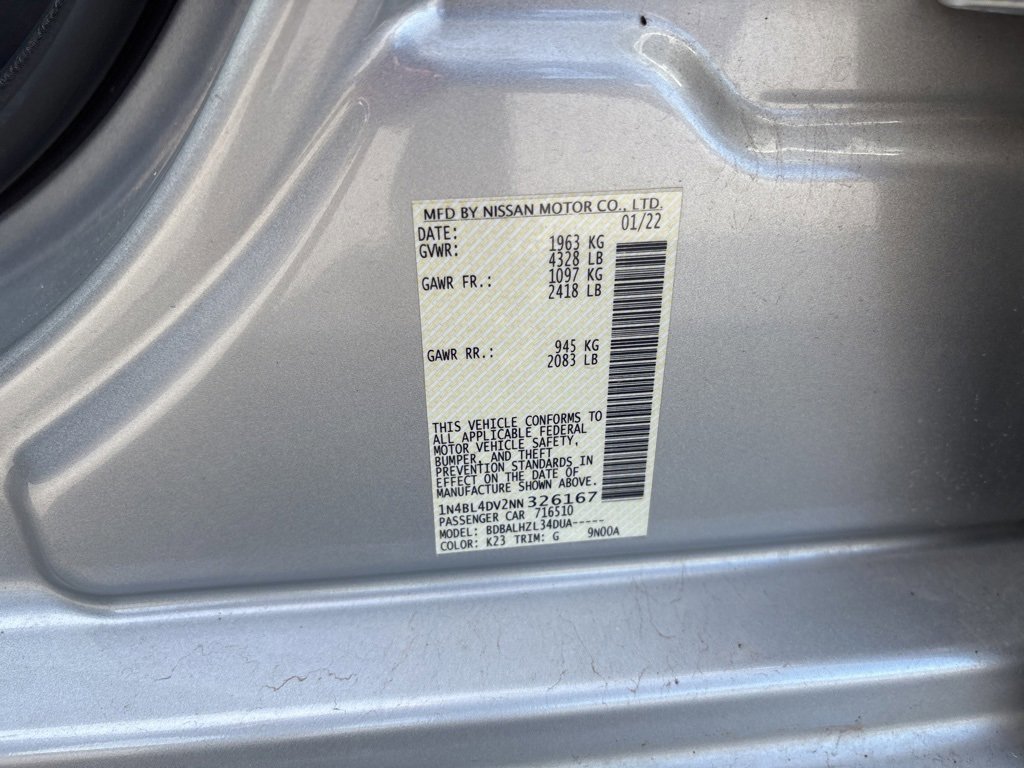 MFD BY NISSAN MOTOR CO., LTD.
DATE: 01/22
GVWR: 1963 KG
4328 LB
GAWR FR.: 1097 KG
2418 LB
GAWR RR.: 945 KG
2083 LB
THIS VEHICLE CONFORMS TO
ALL APPLICABLE FEDERAL
MOTOR VEHICLE SAFETY,
BUMPER, AND THEFT
PREVENTION STANDARDS IN
EFFECT ON THE DATE OF
MANUFACTURE SHOWN ABOVE.
1N4BL4DV2NN326167
PASSENGER CAR 716510
MODEL: BDBALHZL34DUA-----
COLOR: K23 TRIM: G 9N00A